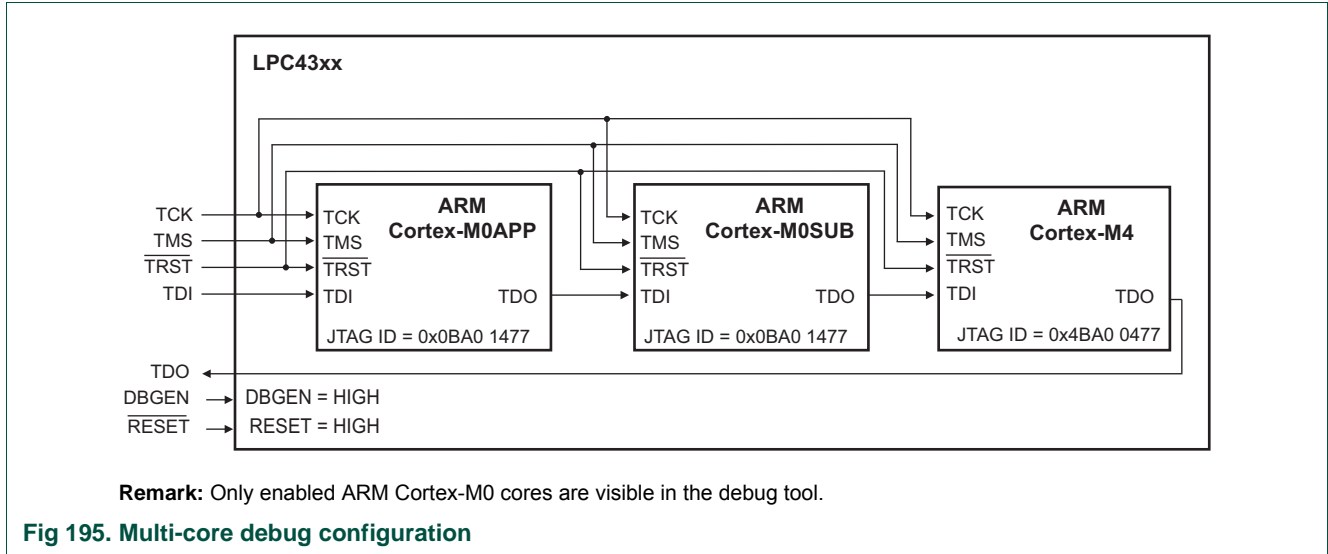 LPC43xx
TCK
TMS
TRST
TDI
TDO
DBGEN
RESET
ARM
Cortex-M0APP
TCK
TMS
TRST
TDI
TDO
JTAG ID = 0x0BA0 1477
ARM
Cortex-M0SUB
TCK
TMS
TRST
TDI
TDO
JTAG ID = 0x0BA0 1477
ARM
Cortex-M4
TCK
TMS
TRST
TDI
TDO
JTAG ID = 0x4BA0 0477
DBGEN = HIGH
RESET = HIGH
Remark: Only enabled ARM Cortex-M0 cores are visible in the debug tool.
Fig 195. Multi-core debug configuration